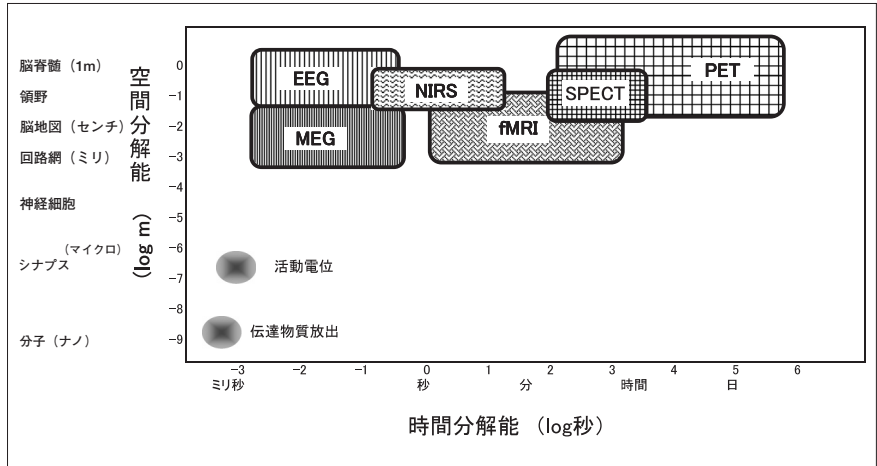 脳脊髄（1m）
領野
脳地図（センチ）
回路網（ミリ）
神経細胞
（マイクロ）
シナプス
分子（ナノ）
空間分解能 （log m）
0
−1
−2
−3
−4
−5
−6
−7
−8
−9
EEG
MEG
NIRS
fMRI
SPECT
PET
活動電位
伝達物質放出
−3 −2 −1 0 1 2 3 4 5 6
ミリ秒 秒 分 時間 日
時間分解能 （log秒）